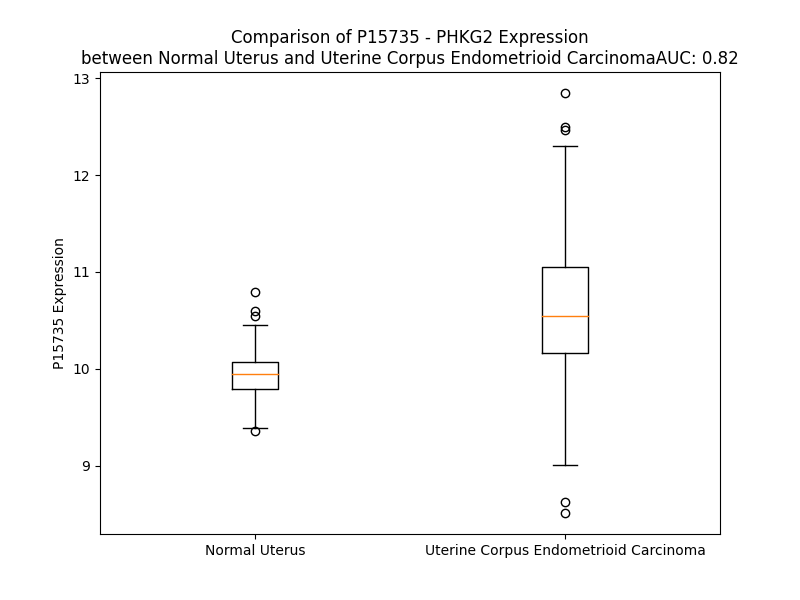 Comparison of P15735 - PHKG2 Expression
between Normal Uterus and Uterine Corpus Endometrioid CarcinomaAUC: 0.82
13
12
11
10
9
P15735 Expression
Normal Uterus
Uterine Corpus Endometrioid Carcinoma